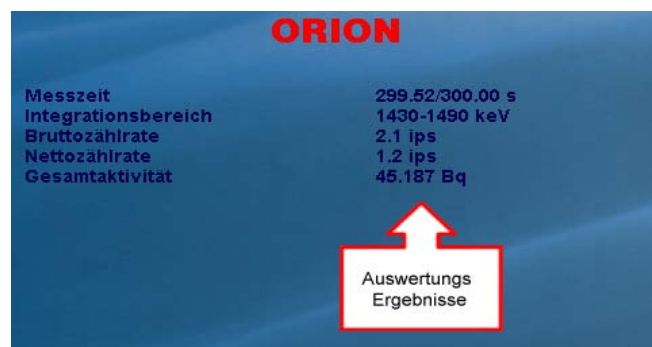 ORION
Messzeit 299.52/300.00 s
Integrationsbereich 1430-1490 keV
Bruttozählrate 2.1 ips
Nettozählrate 1.2 ips
Gesamtaktivität 45.187 Bq
Auswertungs
Ergebnisse